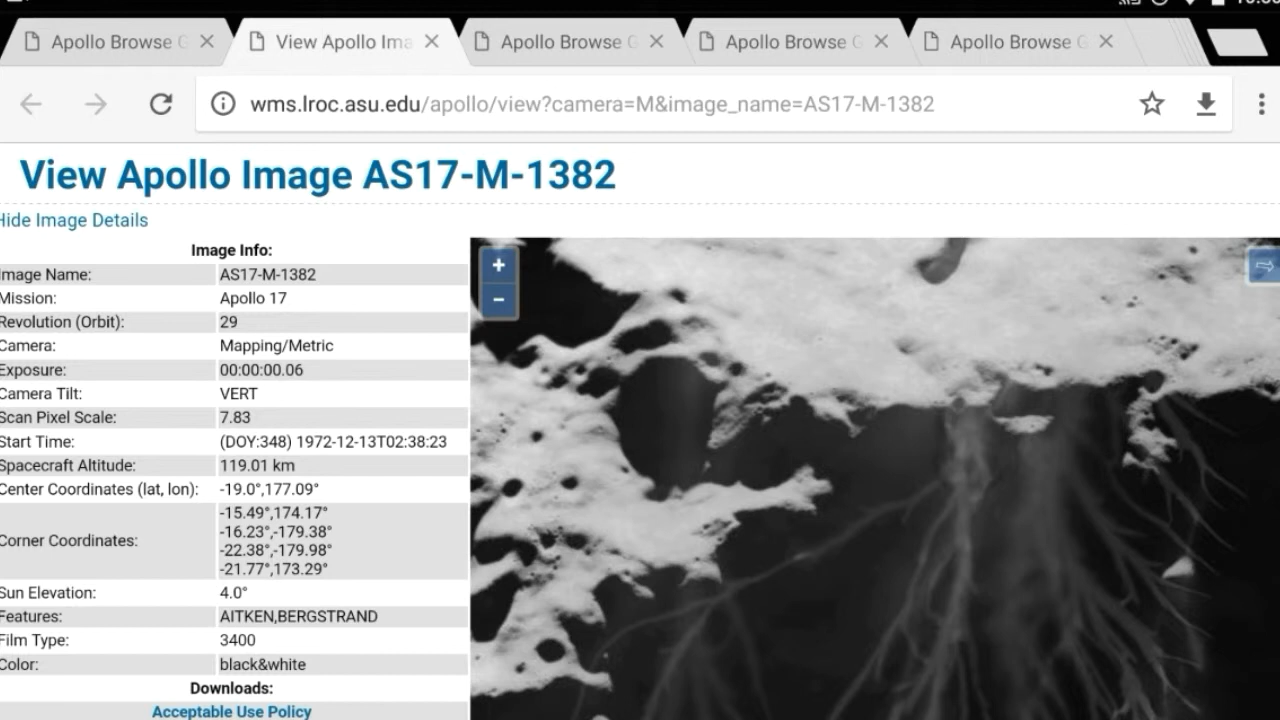 Apollo Browse G
View Apollo Ima
Apollo Browse G
Apollo Browse G
Apollo Browse G
wms.lroc.asu.edu/apollo/view?camera=M&image_name=AS17-M-1382
View Apollo Image AS17-M-1382
Hide Image Details
Image Info:
Image Name: AS17-M-1382
Mission: Apollo 17
Revolution (Orbit): 29
Camera: Mapping/Metric
Exposure: 00:00:00.06
Camera Tilt: VERT
Scan Pixel Scale: 7.83
Start Time: (DOY:348) 1972-12-13T02:38:23
Spacecraft Altitude: 119.01 km
Center Coordinates (lat, lon): -19.0°,177.09°
Corner Coordinates: -15.49°,174.17°
-16.23°,-179.38°
-22.38°,-179.98°
-21.77°,173.29°
Sun Elevation: 4.0°
Features: AITKEN,BERGSTRAND
Film Type: 3400
Color: black&white
Downloads:
Acceptable Use Policy